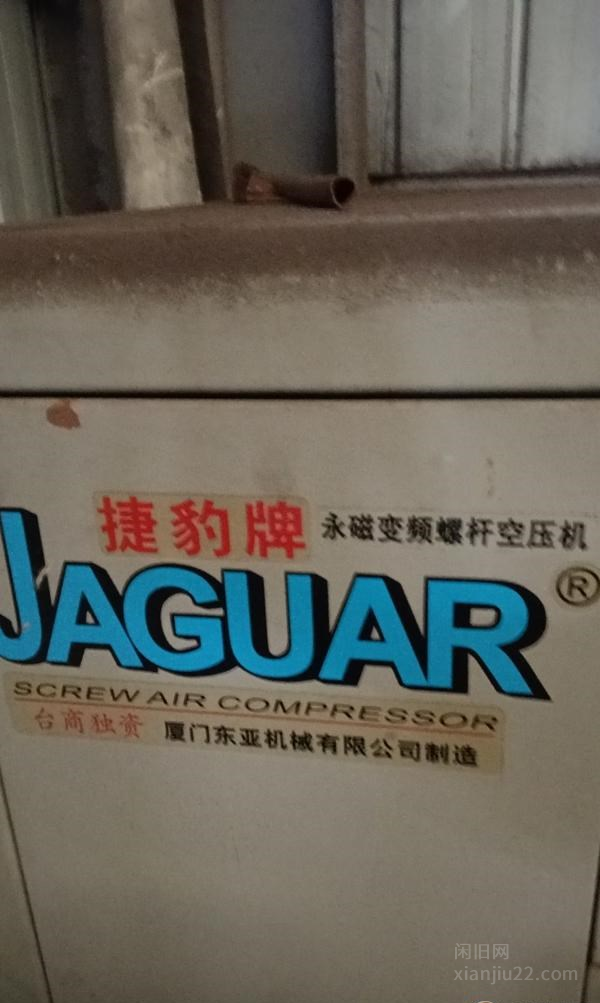 捷豹牌 永磁变频螺杆空压机
JAGUAR ®
SCREW AIR COMPRESSOR
台商独资 厦门东亚机械有限公司制造
闲旧网
xianjiu22.com